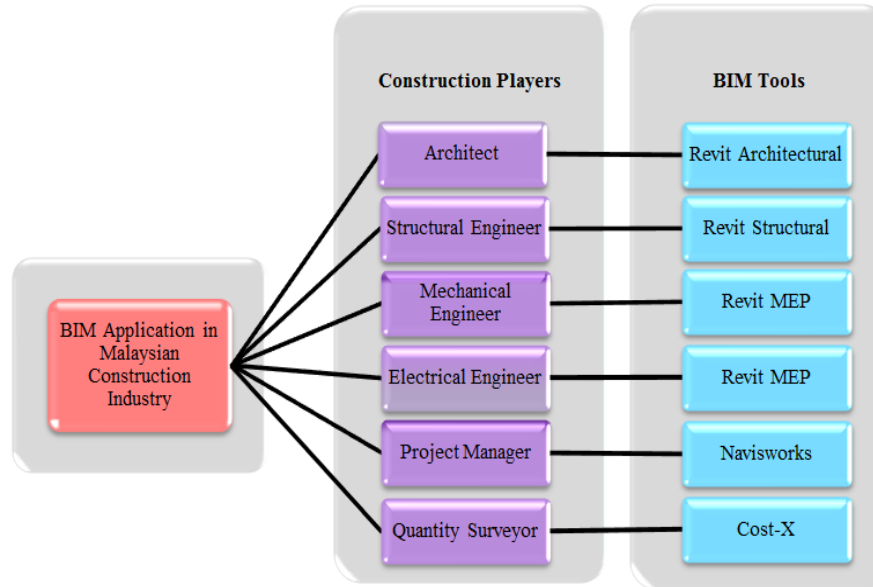 Construction Players
BIM Tools
Architect
Revit Architectural
Structural Engineer
Revit Structural
Mechanical
Engineer
Revit MEP
BIM Application in
Malaysian
Construction
Industry
Electrical Engineer
Revit MEP
Project Manager
Navisworks
Quantity Surveyor
Cost-X